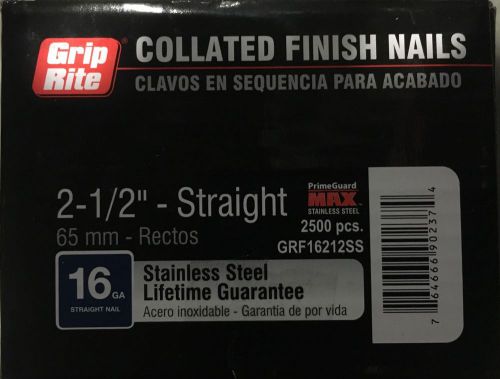 Grip
Rite
COLLATED FINISH NAILS
CLAVOS EN SEQUENCIA PARA ACABADO
2-1/2" - Straight
65 mm - Rectos
PrimeGuard
MAX
STAINLESS STEEL
2500 pcs.
GRF16212SS
16 GA
STRAIGHT NAIL
Stainless Steel
Lifetime Guarantee
Acero inoxidable - Garantía de por vida
7 64666 90237 4